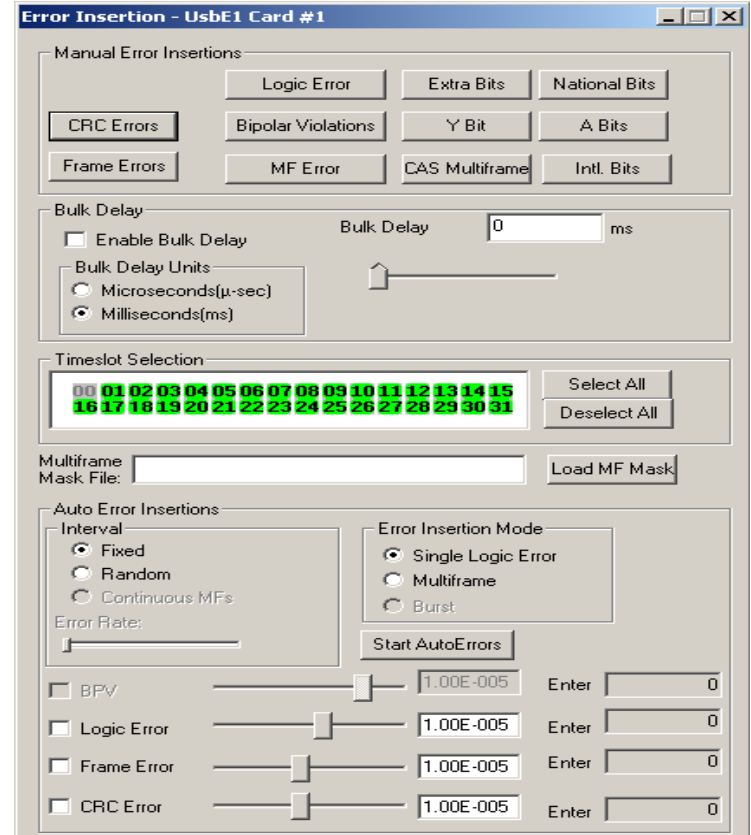 Error Insertion - UsbE1 Card #1
Manual Error Insertions
Logic Error Extra Bits National Bits
CRC Errors Bipolar Violations Y Bit A Bits
Frame Errors MF Error CAS Multiframe Intl. Bits
Bulk Delay
Enable Bulk Delay Bulk Delay 0 ms
Bulk Delay Units
Microseconds(µ-sec)
Milliseconds(ms)
Timeslot Selection
00 01 02 03 04 05 06 07 08 09 10 11 12 13 14 15
16 17 18 19 20 21 22 23 24 25 26 27 28 29 30 31
Select All
Deselect All
Multiframe
Mask File:
Load MF Mask
Auto Error Insertions
Interval
Fixed
Random
Continuous MFs
Error Rate:
Error Insertion Mode
Single Logic Error
Multiframe
Burst
Start AutoErrors
BPV 1.00E-005 Enter 0
Logic Error 1.00E-005 Enter 0
Frame Error 1.00E-005 Enter 0
CRC Error 1.00E-005 Enter 0